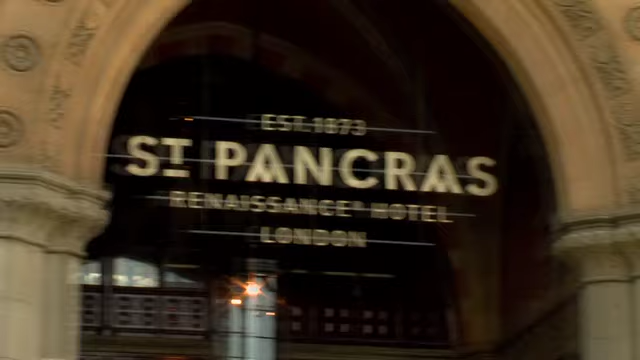 EST. 1873
ST PANCRAS
RENAISSANCE® HOTEL
LONDON